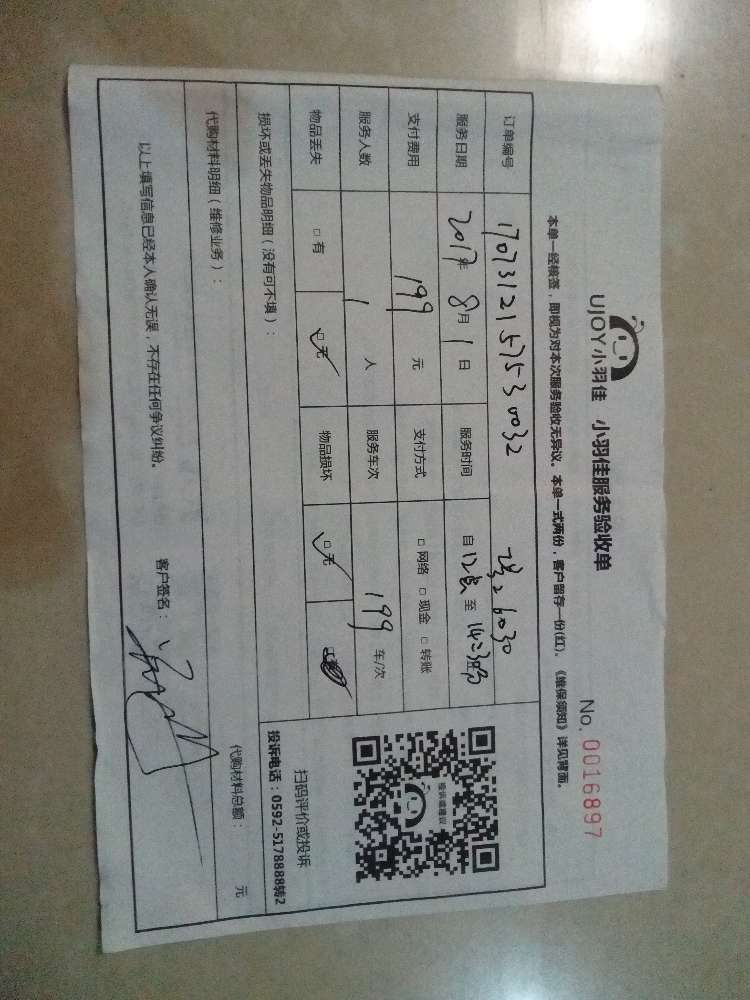 UJOY小羽佳 小羽佳服务验收单
No. 0016897
本单一经核签，即视为对本次服务验收无异议。本单一式两份，客户留存一份(红)。《维保须知》详见背面。
订单编号 1707312157530032
服务日期 2017年 8月 1日 服务时间 自 12点 至
支付费用 199 元 支付方式 □网络 □现金 □转账
服务人数 1 人 服务车次 199 车/次
物品丢失 □有 □无 物品损坏 □无
损坏或丢失物品明细（没有可不填）：
投诉或建议
扫码评价或投诉
投诉电话：0592-5178888转2
代购材料明细（维修业务）：
代购材料总额： 元
以上填写信息已经本人确认无误，不存在任何争议纠纷。 客户签名：